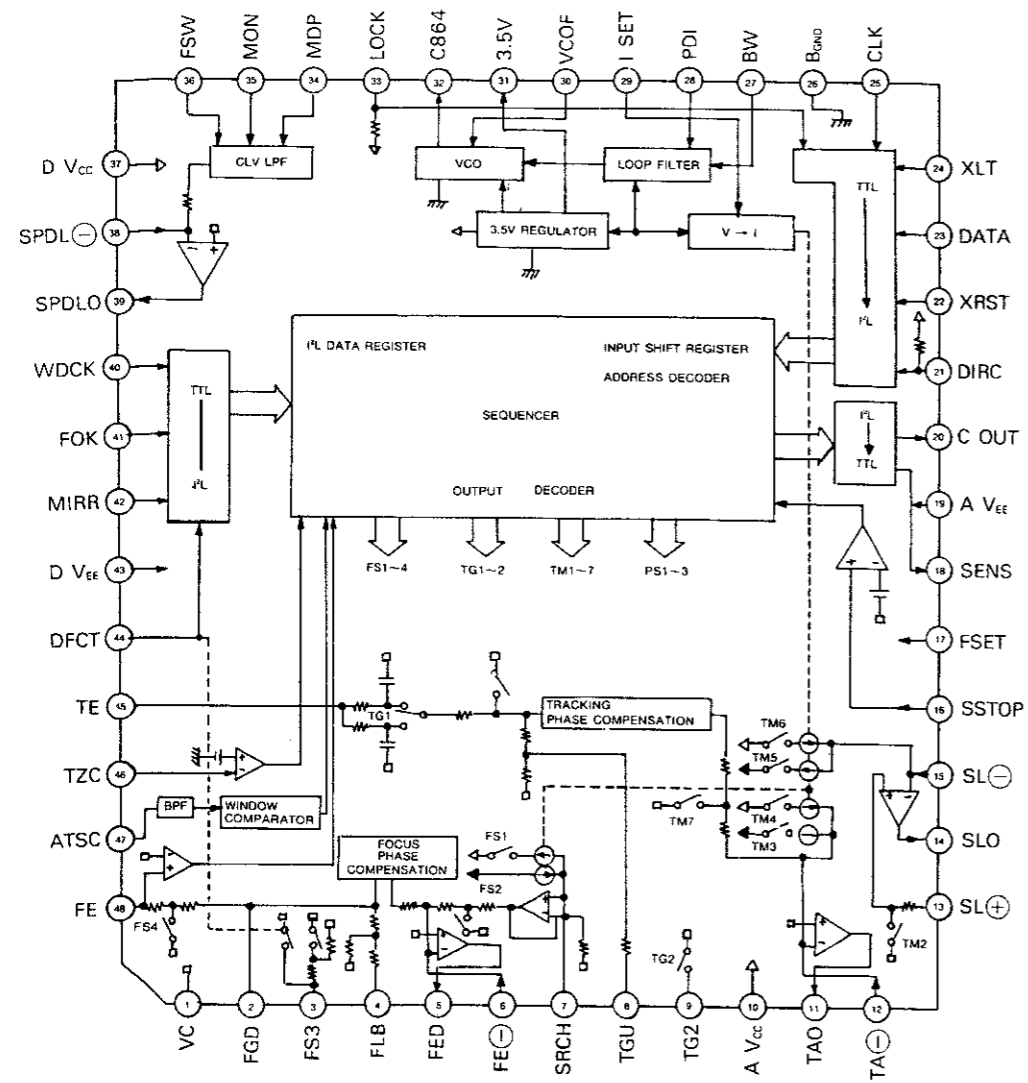 FSW MON MDP LOCK C864 3.5V VCOF I SET PDI BW BGND CLK
36 35 34 33 32 31 30 29 28 27 26 25
D VCC 37
SPDL⊖ 38
SPDLO 39
WDCK 40
FOK 41
MIRR 42
D VEE 43
DFCT 44
TE 45
TZC 46
ATSC 47
FE 48
CLV LPF
VCO
LOOP FILTER
3.5V REGULATOR
V → i
TTL
I²L
24 XLT
23 DATA
22 XRST
21 DIRC
20 C OUT
19 A VEE
18 SENS
17 FSET
16 SSTOP
15 SL⊖
14 SLO
13 SL⊕
TTL
I²L
I²L DATA REGISTER
INPUT SHIFT REGISTER
ADDRESS DECODER
SEQUENCER
OUTPUT DECODER
I²L
TTL
FS1~4 TG1~2 TM1~7 PS1~3
+ −
+ −
TG1
TRACKING
PHASE COMPENSATION
TM6
TM5
TM4
TM3
TM7
TM2
BPF
WINDOW
COMPARATOR
FOCUS
PHASE
COMPENSATION
FS1
FS2
FS4
TG2
1 2 3 4 5 6 7 8 9 10 11 12
VC FGD FS3 FLB FED FE⊖ SRCH TGU TG2 A VCC TAO TA⊖